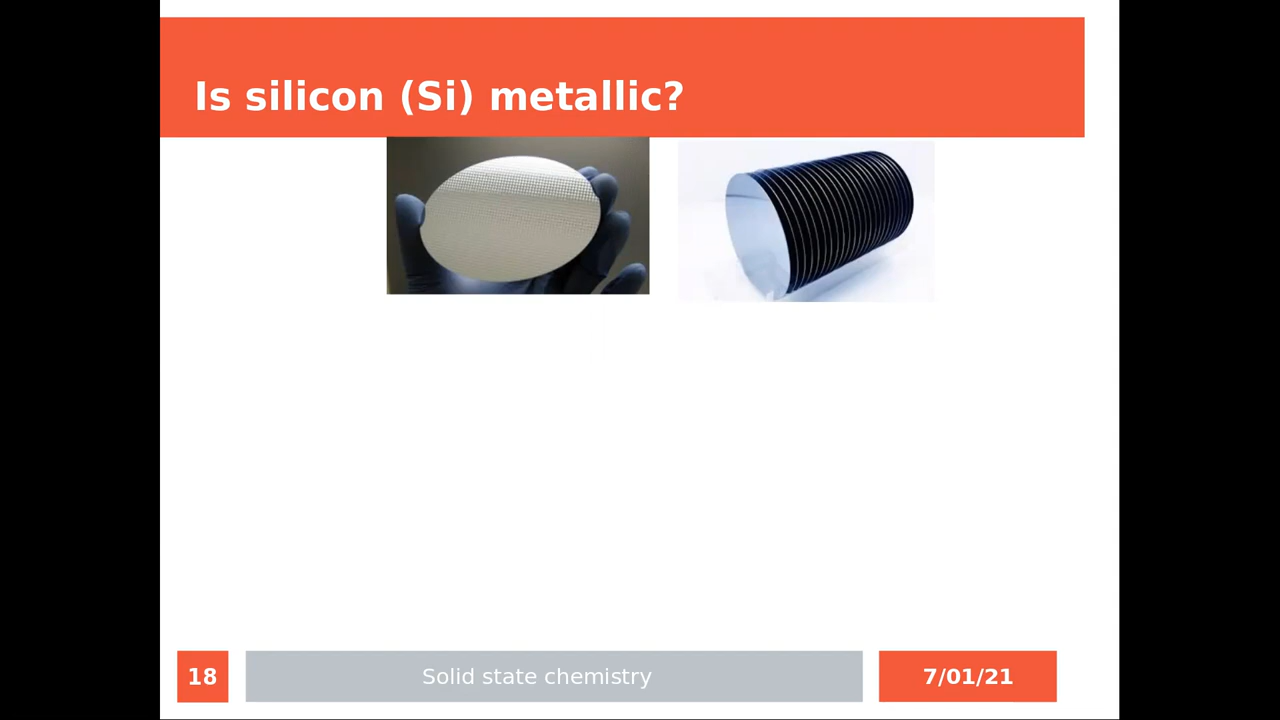 Is silicon (Si) metallic?
18
Solid state chemistry
7/01/21